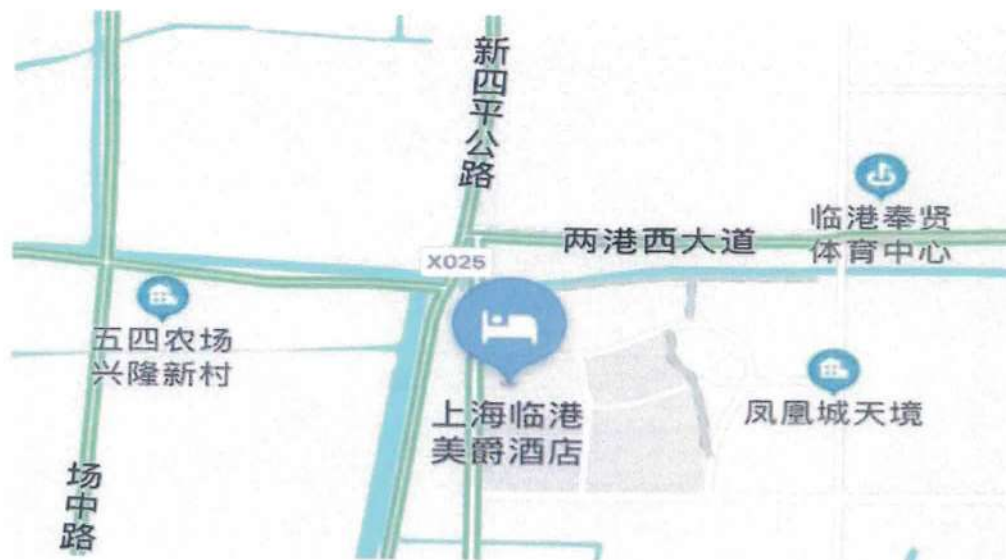 新四平公路
临港奉贤
体育中心
两港西大道
X025
五四农场
兴隆新村
凤凰城天境
上海临港
美爵酒店
场中路